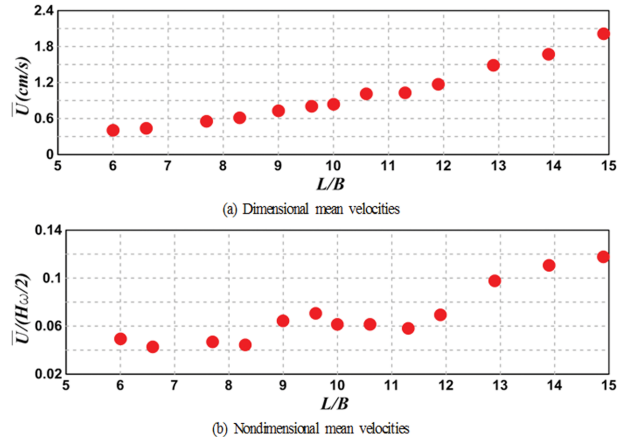 2.4
1.8
1.2
0.6
0
U̅ (cm/s)
5 6 7 8 9 10 11 12 13 14 15
L/B
(a) Dimensional mean velocities
0.14
0.1
0.06
0.02
U̅/(Hω/2)
5 6 7 8 9 10 11 12 13 14 15
L/B
(b) Nondimensional mean velocities